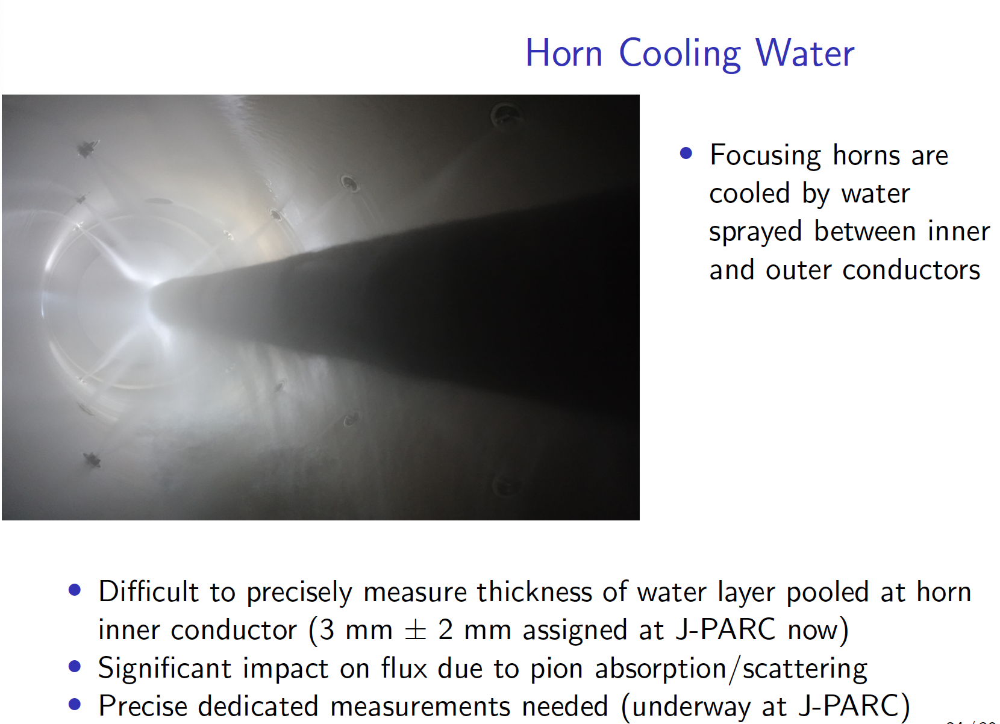 Horn Cooling Water
• Focusing horns are
cooled by water
sprayed between inner
and outer conductors
• Difficult to precisely measure thickness of water layer pooled at horn
inner conductor (3 mm ± 2 mm assigned at J-PARC now)
• Significant impact on flux due to pion absorption/scattering
• Precise dedicated measurements needed (underway at J-PARC)